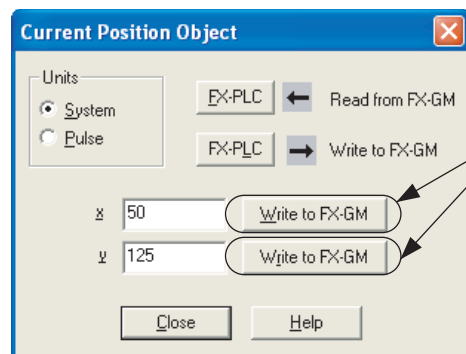 Current Position Object
Units
System
Pulse
FX-PLC Read from FX-GM
FX-PLC Write to FX-GM
x 50 Write to FX-GM
y 125 Write to FX-GM
Close Help